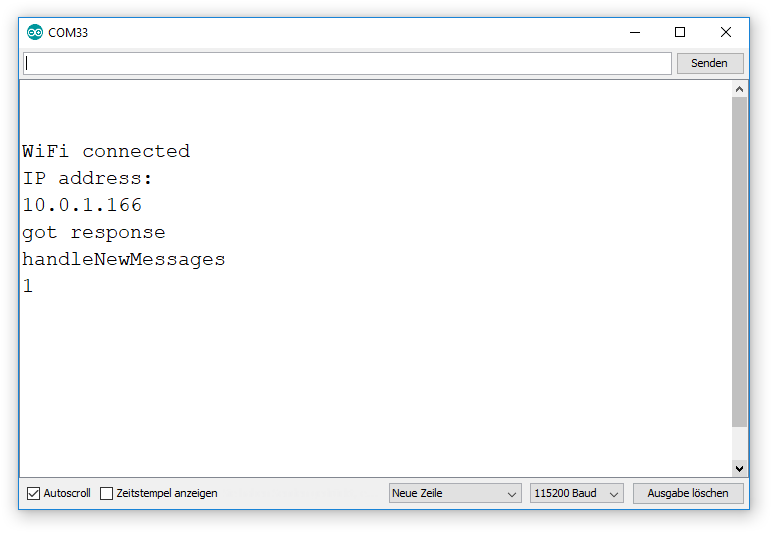 COM33
Senden
WiFi connected
IP address:
10.0.1.166
got response
handleNewMessages
1
Autoscroll
Zeitstempel anzeigen
Neue Zeile
115200 Baud
Ausgabe löschen